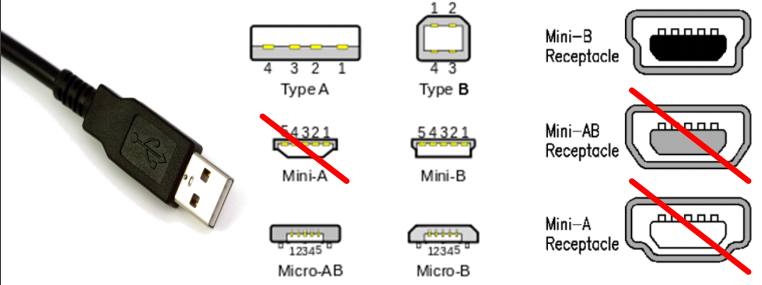 1 2
4 3 2 1
4 3
Type A
Type B
5 4 3 2 1
5 4 3 2 1
Mini-A
Mini-B
12345
12345
Micro-AB
Micro-B
Mini-B
Receptacle
Mini-AB
Receptacle
Mini-A
Receptacle